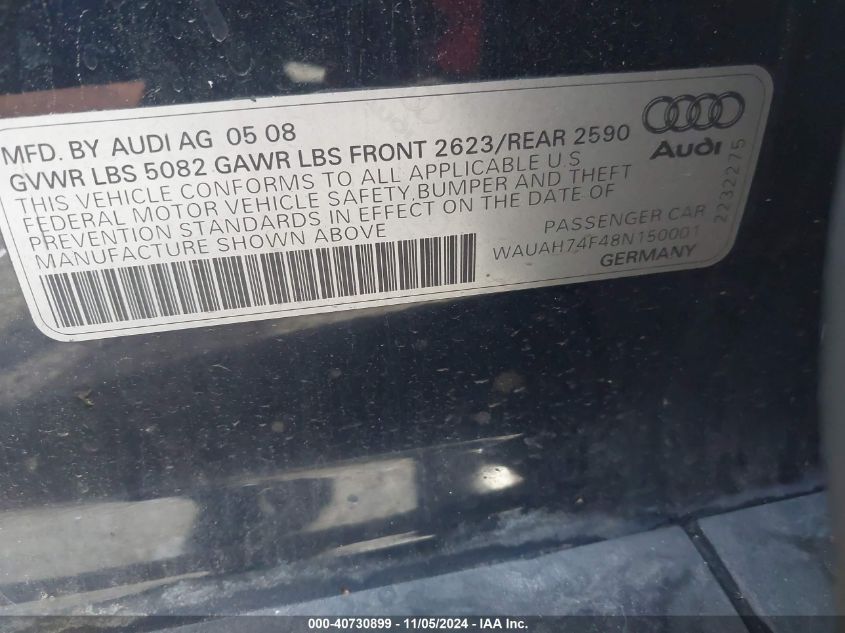 MFD. BY AUDI AG 05 08
GVWR LBS 5082 GAWR LBS FRONT 2623/REAR 2590
THIS VEHICLE CONFORMS TO ALL APPLICABLE U.S
FEDERAL MOTOR VEHICLE SAFETY,BUMPER AND THEFT
PREVENTION STANDARDS IN EFFECT ON THE DATE OF
MANUFACTURE SHOWN ABOVE
Audi
2232275
PASSENGER CAR
WAUAH74F48N150001
GERMANY
000-40730899 - 11/05/2024 - IAA Inc.